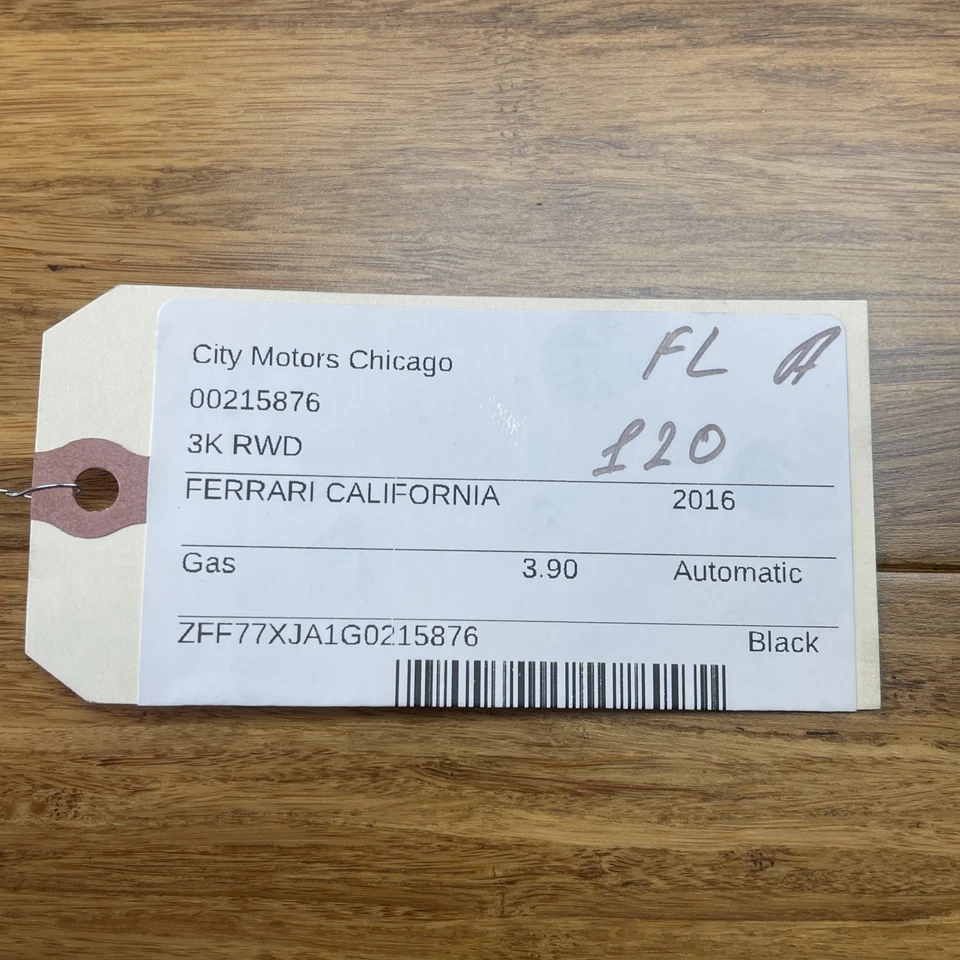 City Motors Chicago FL A
00215876
3K RWD 120
FERRARI CALIFORNIA 2016
Gas 3.90 Automatic
ZFF77XJA1G0215876 Black